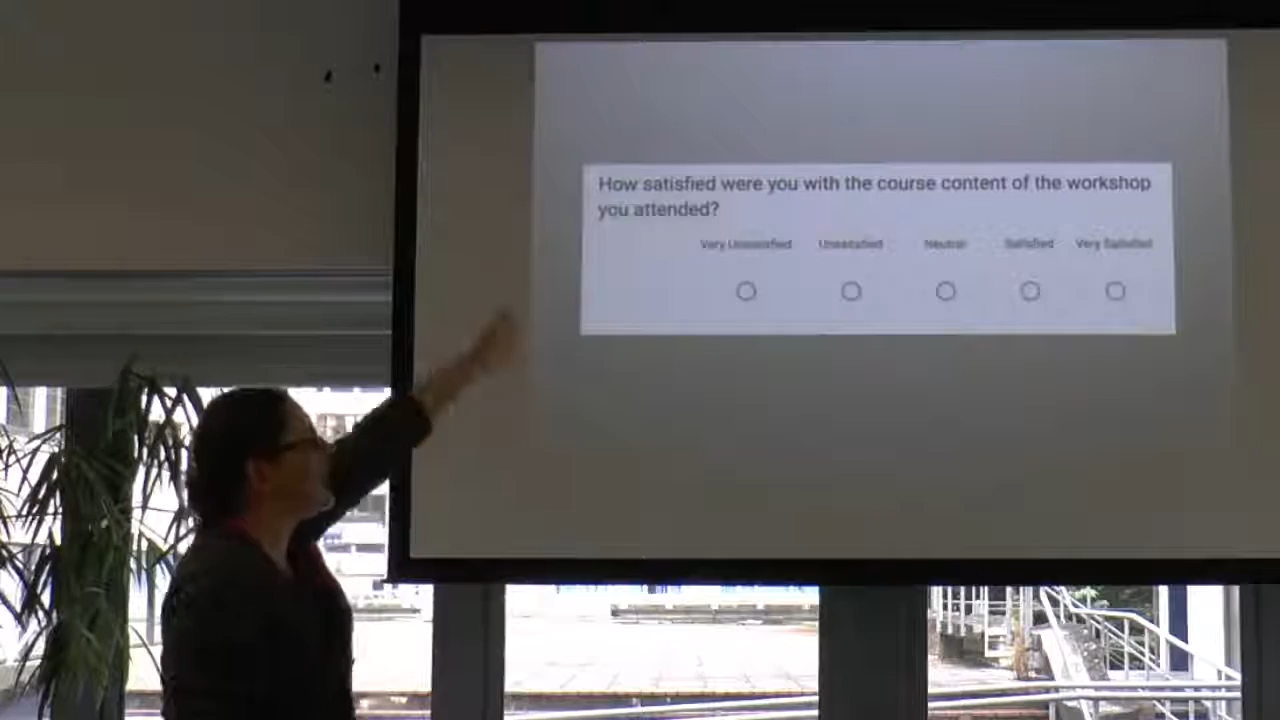 How satisfied were you with the course content of the workshop
you attended?
Very Unsatisfied Unsatisfied Neutral Satisfied Very Satisfied